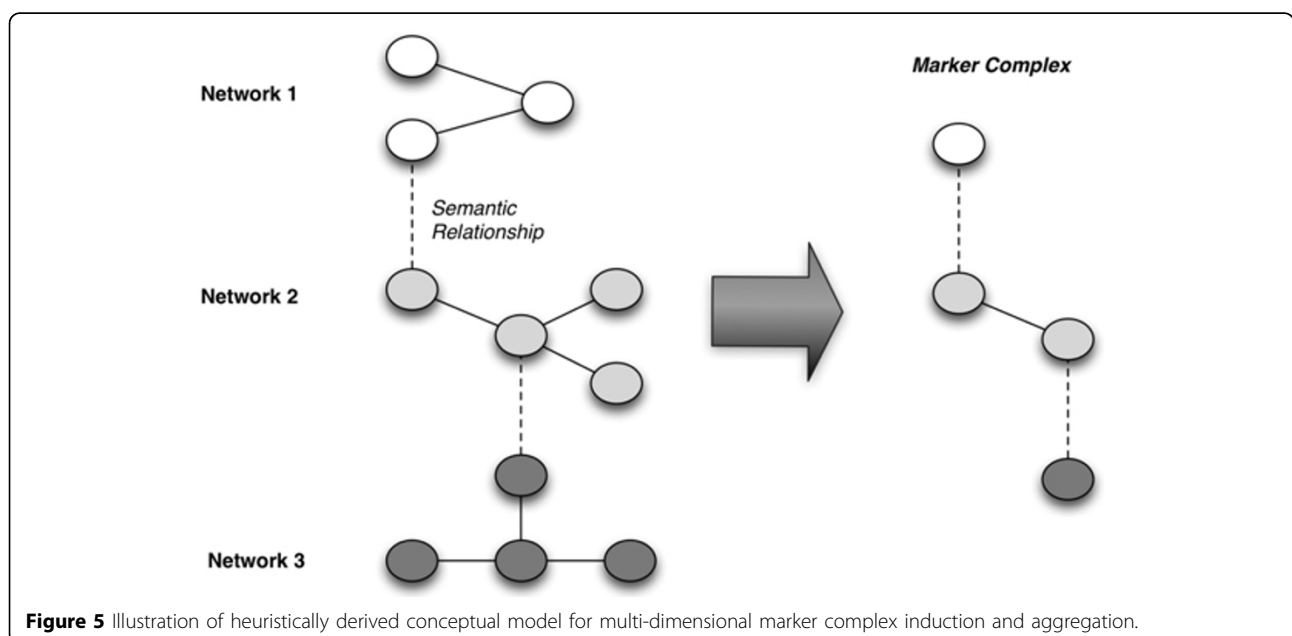 Marker Complex
Network 1
Semantic
Relationship
Network 2
Network 3
Figure 5 Illustration of heuristically derived conceptual model for multi-dimensional marker complex induction and aggregation.